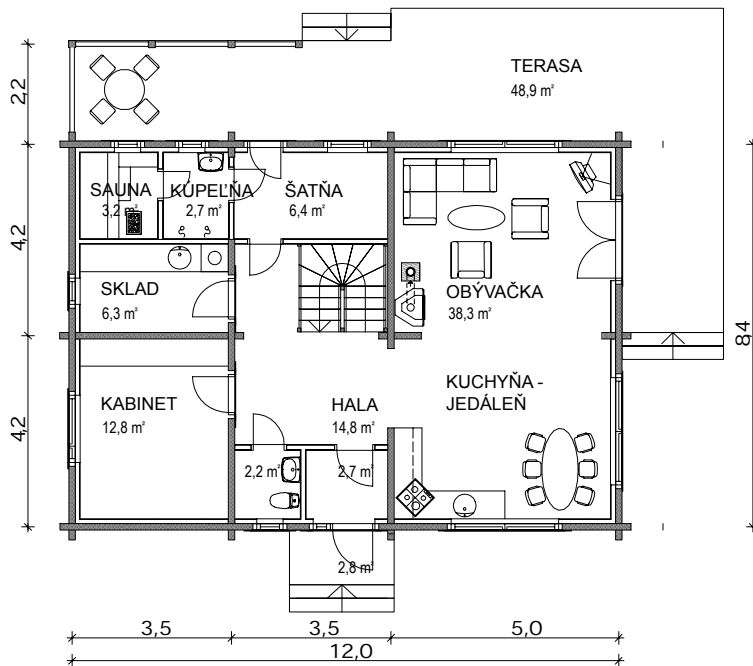 TERASA
48,9 m²
2,2
SAUNA
3,2 m²
KÚPEĽŇA
2,7 m²
ŠATŇA
6,4 m²
4,2
SKLAD
6,3 m²
OBÝVAČKA
38,3 m²
8,4
KABINET
12,8 m²
HALA
14,8 m²
KUCHYŇA -
JEDÁLEŇ
4,2
2,2 m²
2,7 m²
2,8 m²
3,5
3,5
5,0
12,0